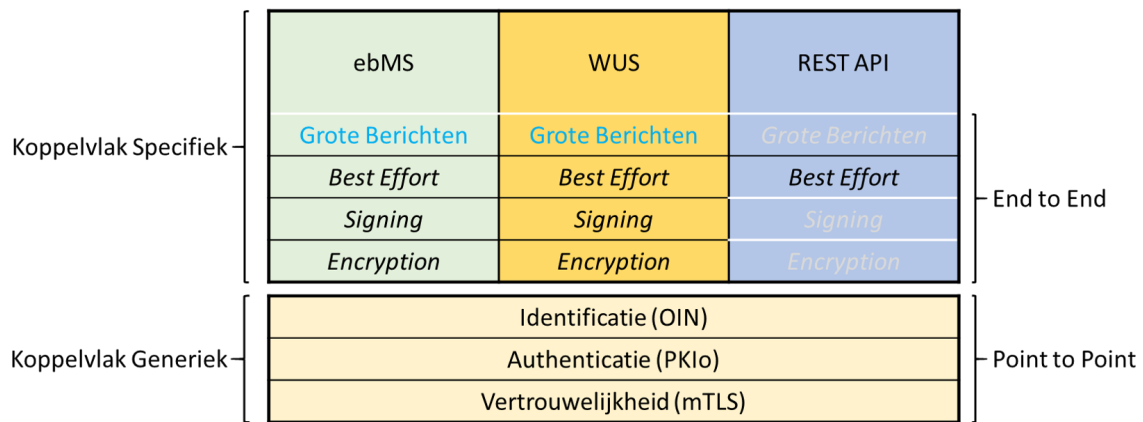 ebMS
WUS
REST API
Koppelvlak Specifiek
Grote Berichten
Grote Berichten
Grote Berichten
Best Effort
Best Effort
Best Effort
End to End
Signing
Signing
Signing
Encryption
Encryption
Encryption
Koppelvlak Generiek
Identificatie (OIN)
Authenticatie (PKIo)
Vertrouwelijkheid (mTLS)
Point to Point